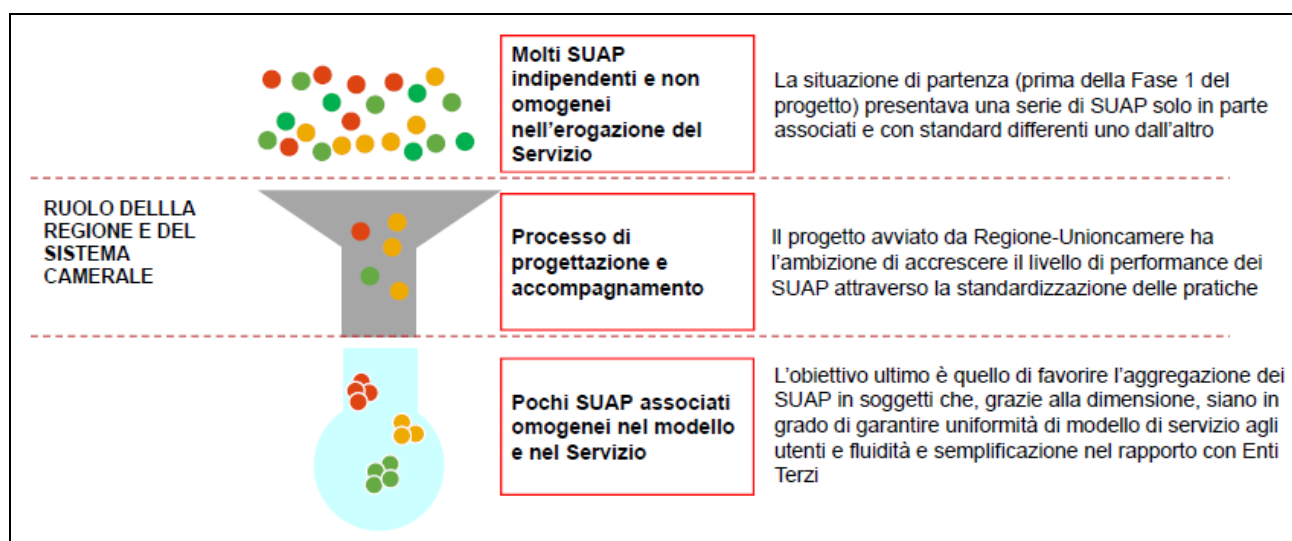 Molti SUAP
indipendenti e non
omogenei
nell'erogazione del
Servizio
La situazione di partenza (prima della Fase 1 del
progetto) presentava una serie di SUAP solo in parte
associati e con standard differenti uno dall'altro
RUOLO DELLLA
REGIONE E DEL
SISTEMA
CAMERALE
Processo di
progettazione e
accompagnamento
Il progetto avviato da Regione-Unioncamere ha
l'ambizione di accrescere il livello di performance dei
SUAP attraverso la standardizzazione delle pratiche
Pochi SUAP associati
omogenei nel modello
e nel Servizio
L'obiettivo ultimo è quello di favorire l'aggregazione dei
SUAP in soggetti che, grazie alla dimensione, siano in
grado di garantire uniformità di modello di servizio agli
utenti e fluidità e semplificazione nel rapporto con Enti
Terzi